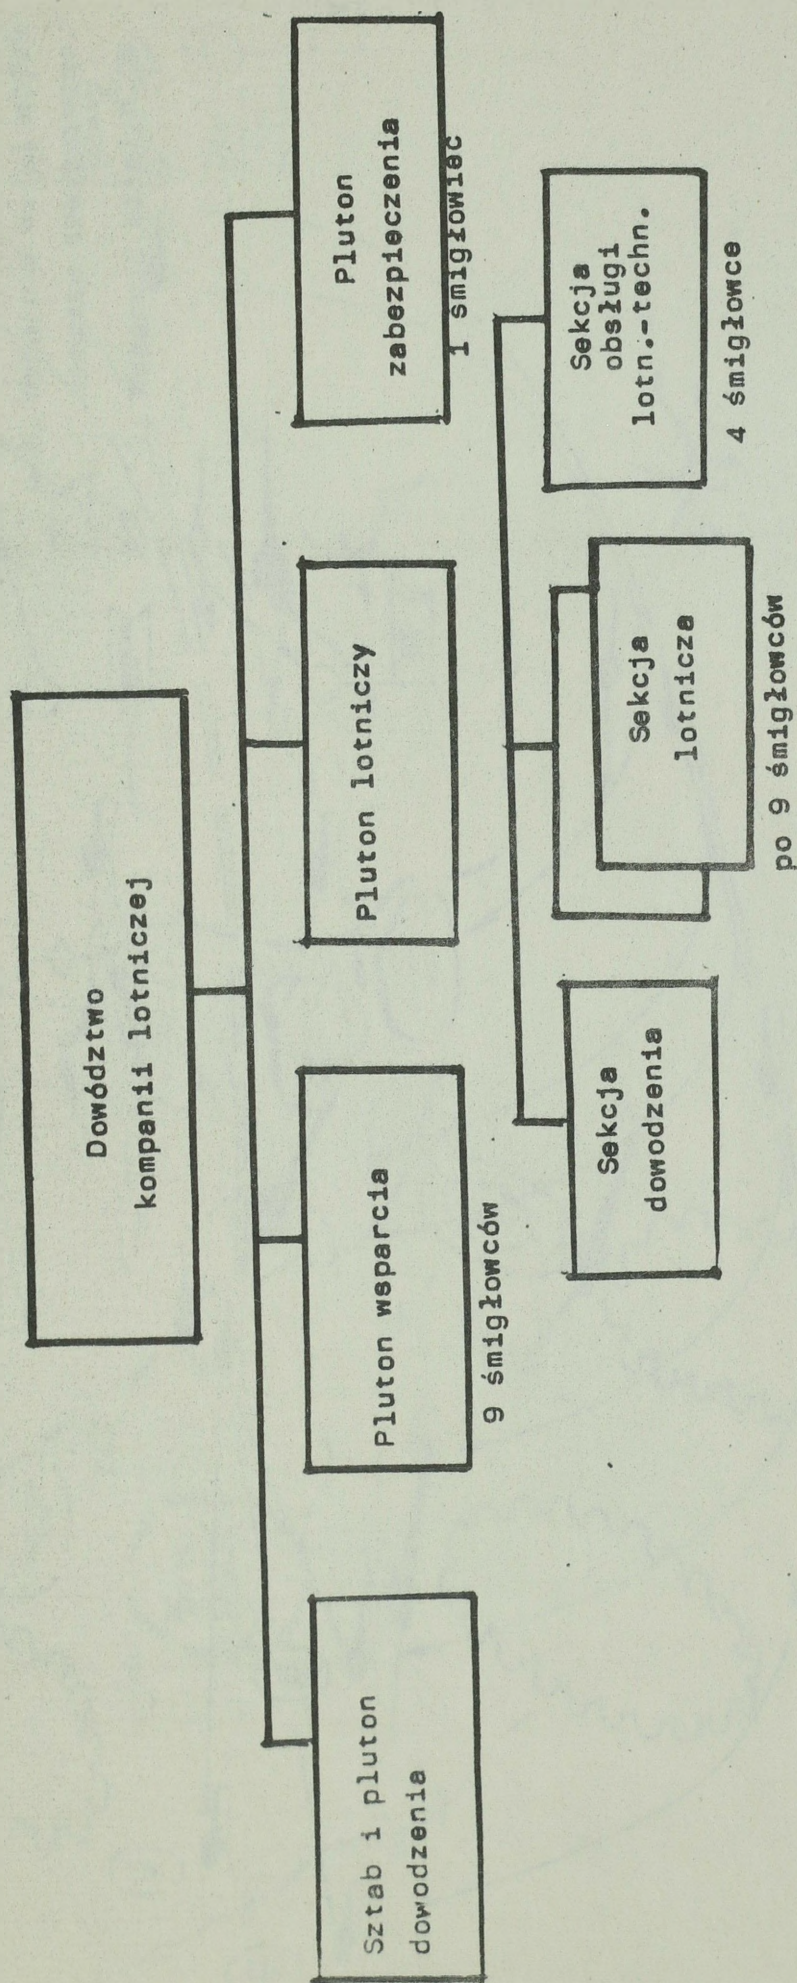 Dowództwo
kompanii lotniczej
Sztab i pluton
dowodzenia
Pluton wsparcia
9 śmigłowców
Pluton lotniczy
Pluton
zabezpieczenia
1 śmigłowiec
Sekcja
dowodzenia
Sekcja
lotnicza
po 9 śmigłowców
Sekcja
obsługi
lotn.-techn.
4 śmigłowce